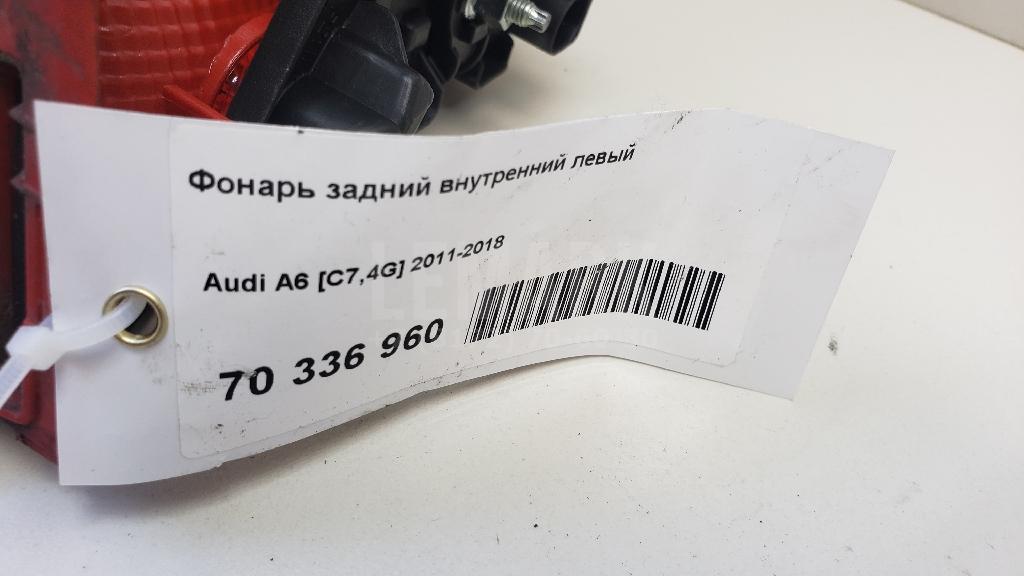 Фонарь задний внутренний левый
Audi A6 [C7,4G] 2011-2018
70 336 960